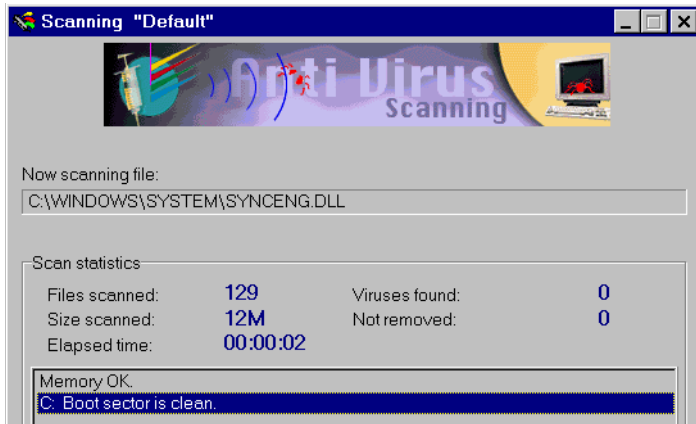 Scanning "Default"
Anti Virus
Scanning
Now scanning file:
C:\WINDOWS\SYSTEM\SYNCENG.DLL
Scan statistics
Files scanned: 129 Viruses found: 0
Size scanned: 12M Not removed: 0
Elapsed time: 00:00:02
Memory OK.
C: Boot sector is clean.